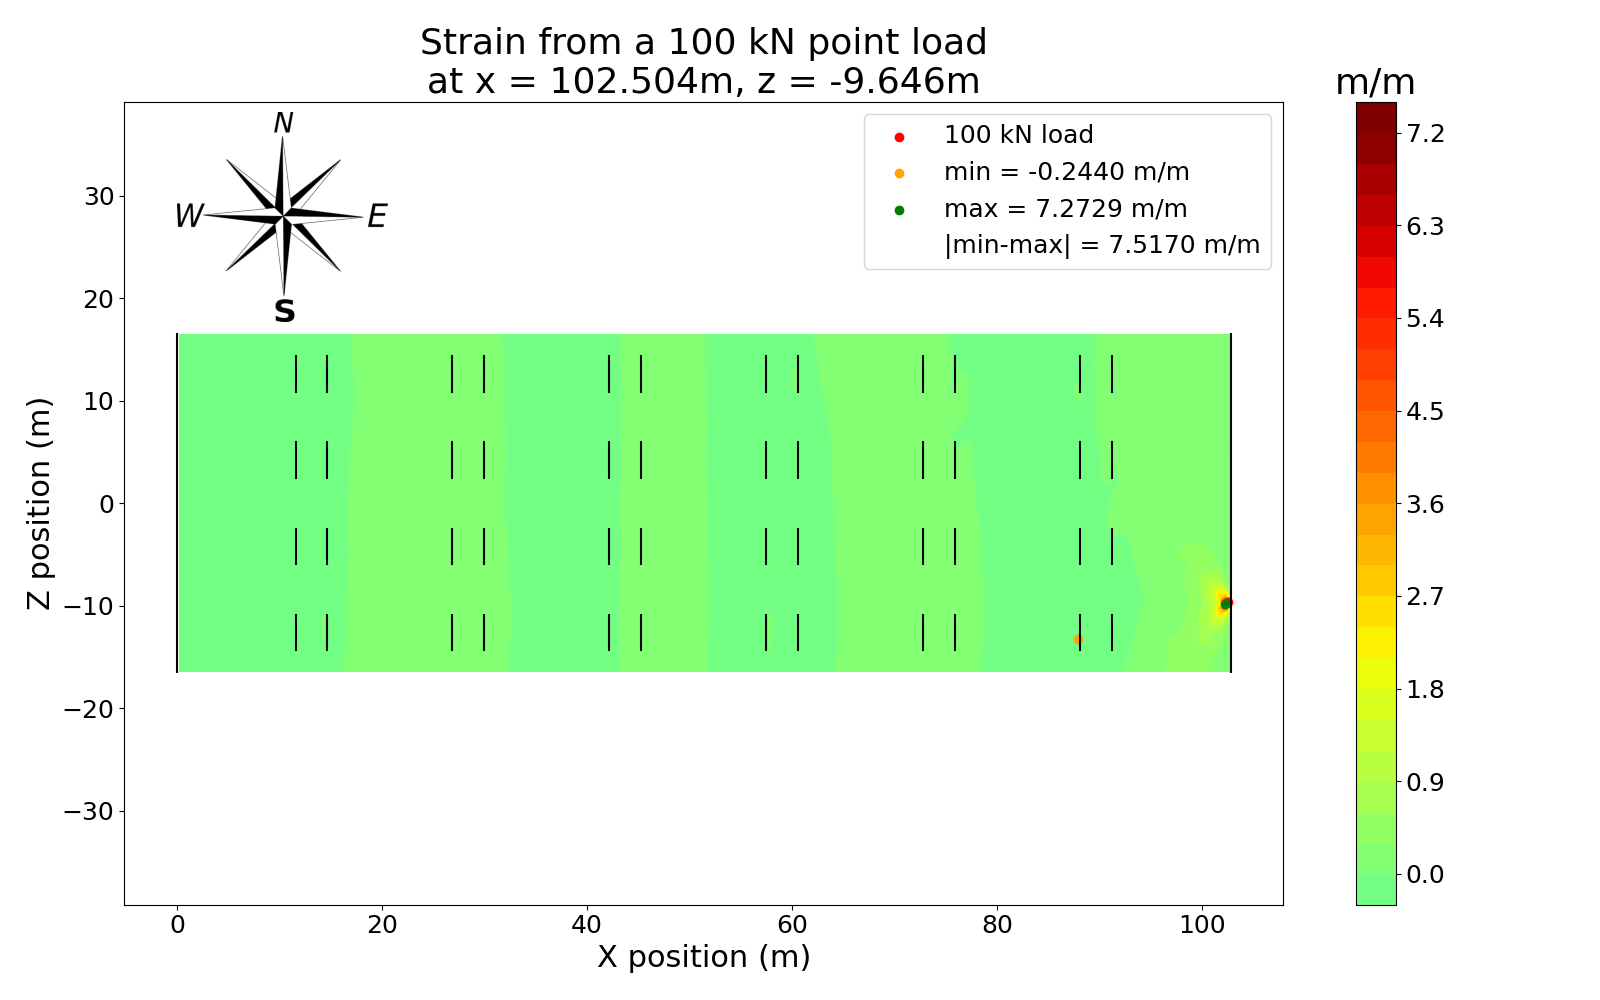 Strain from a 100 kN point load
at x = 102.504m, z = -9.646m
m/m
N
W E
S
100 kN load
min = -0.2440 m/m
max = 7.2729 m/m
|min-max| = 7.5170 m/m
Z position (m)
30
20
10
0
−10
−20
−30
0 20 40 60 80 100
X position (m)
7.2
6.3
5.4
4.5
3.6
2.7
1.8
0.9
0.0